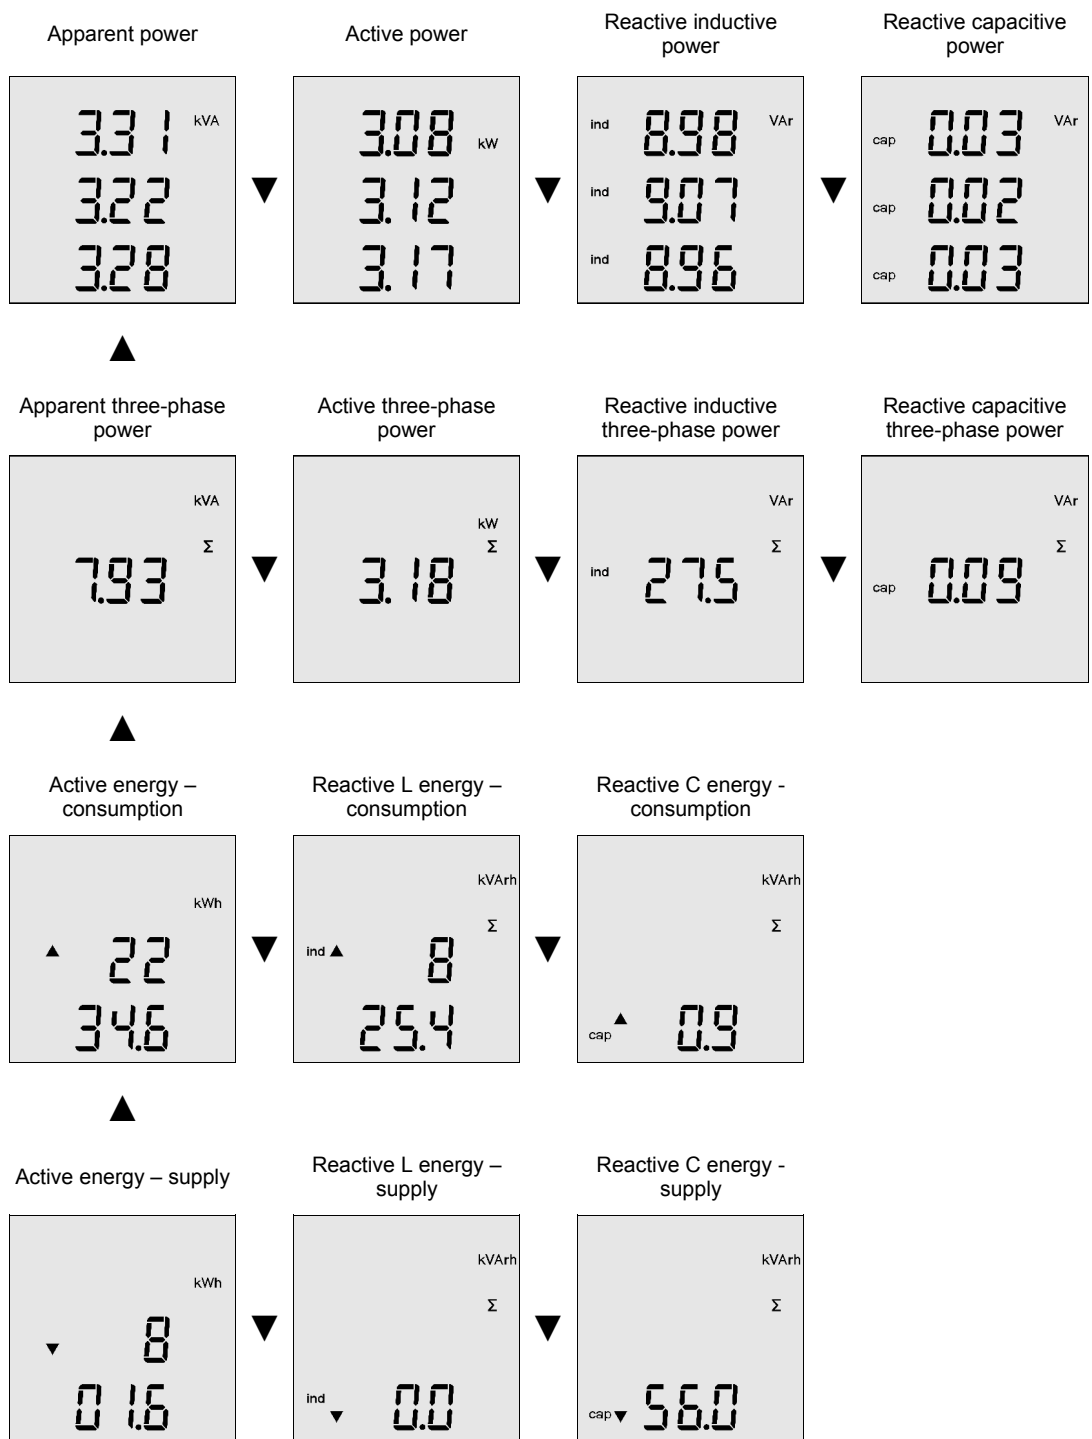 Apparent power
Active power
Reactive inductive
power
Reactive capacitive
power
3.31 kVA
3.22
3.28
3.08 kW
3.12
3.17
ind 8.98 VAr
ind 9.07
ind 8.96
cap 0.03 VAr
cap 0.02
cap 0.03
Apparent three-phase
power
Active three-phase
power
Reactive inductive
three-phase power
Reactive capacitive
three-phase power
kVA
Σ
7.93
kW
Σ
3.18
VAr
Σ
ind 27.5
VAr
Σ
cap 0.09
Active energy –
consumption
Reactive L energy –
consumption
Reactive C energy -
consumption
kWh
▲ 22
34.6
kVArh
Σ
ind ▲ 8
25.4
kVArh
Σ
cap ▲ 0.9
Active energy – supply
Reactive L energy –
supply
Reactive C energy -
supply
kWh
▼ 8
01.6
kVArh
Σ
ind ▼ 0.0
kVArh
Σ
cap ▼ 56.0